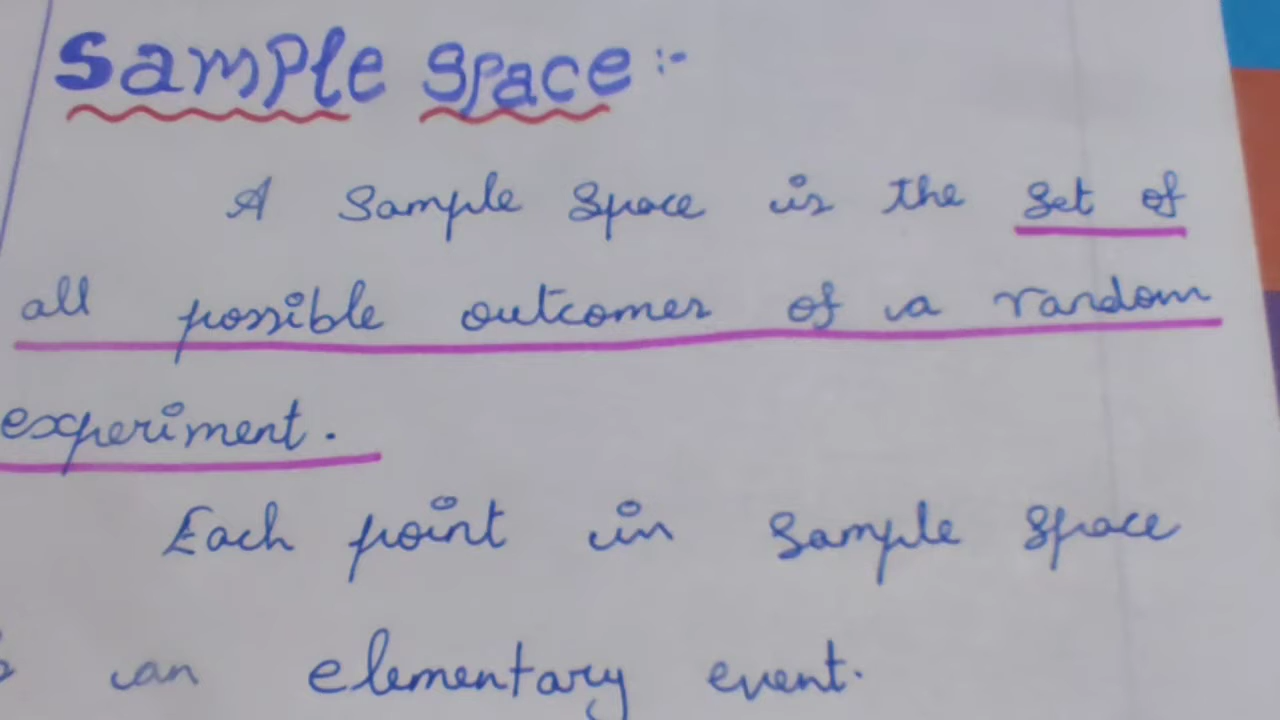 Sample Space :-
A Sample Space is the set of
all possible outcomes of a random
experiment.
Each point in Sample Space
an elementary event.